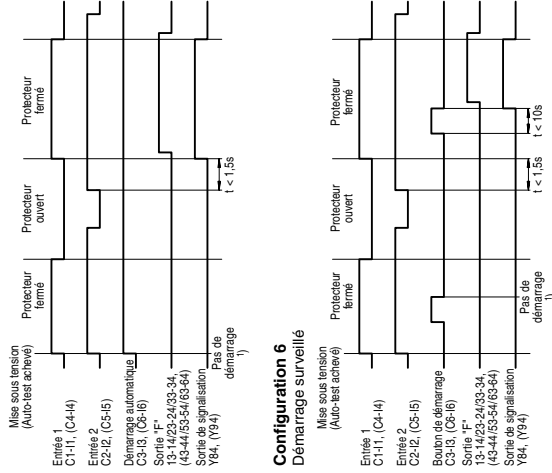 Mise sous tension
(Auto-test achevé)
Protecteur
fermé
Protecteur
ouvert
Protecteur
fermé
Entrée 1
C1-I1, (C4-I4)
Entrée 2
C2-I2, (C5-I5)
Démarrage automatique
C3-I3, (C6-I6)
Sortie "F"
13-14/23-24/33-34,
(43-44/53-54/63-64)
Sortie de signalisation
Y84, (Y94)
Pas de
démarrage
1)
t < 1,5s
Configuration 6
Démarrage surveillé
Mise sous tension
(Auto-test achevé)
Protecteur
fermé
Protecteur
ouvert
Protecteur
fermé
Entrée 1
C1-I1, (C4-I4)
Entrée 2
C2-I2, (C5-I5)
Bouton de démarrage
C3-I3, (C6-I6)
Sortie "F"
13-14/23-24/33-34,
(43-44/53-54/63-64)
Sortie de signalisation
Y84, (Y94)
Pas de
démarrage
1)
t < 1,5s
t < 10s